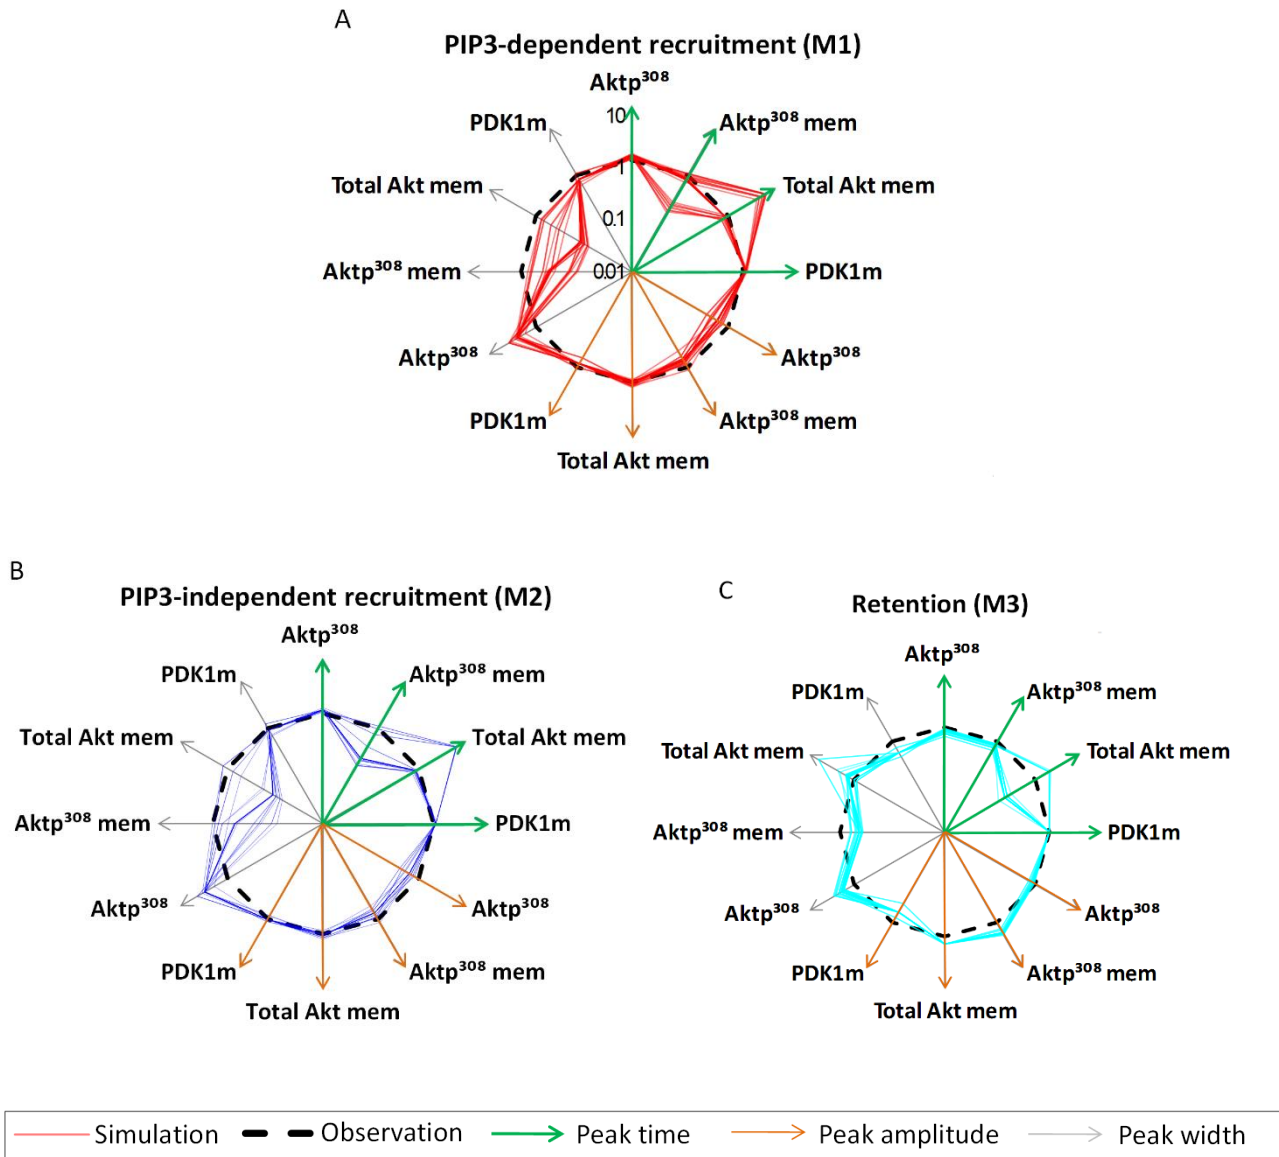 A
PIP3-dependent recruitment (M1)
Aktp³⁰⁸
10
PDK1m
Aktp³⁰⁸ mem
1
Total Akt mem
Total Akt mem
0.1
Aktp³⁰⁸ mem
0.01
PDK1m
Aktp³⁰⁸
Aktp³⁰⁸
PDK1m
Aktp³⁰⁸ mem
Total Akt mem
B
PIP3-independent recruitment (M2)
Aktp³⁰⁸
PDK1m
Aktp³⁰⁸ mem
Total Akt mem
Total Akt mem
Aktp³⁰⁸ mem
PDK1m
Aktp³⁰⁸
Aktp³⁰⁸
PDK1m
Aktp³⁰⁸ mem
Total Akt mem
C
Retention (M3)
Aktp³⁰⁸
PDK1m
Aktp³⁰⁸ mem
Total Akt mem
Total Akt mem
Aktp³⁰⁸ mem
PDK1m
Aktp³⁰⁸
Aktp³⁰⁸
PDK1m
Aktp³⁰⁸ mem
Total Akt mem
Simulation Observation Peak time Peak amplitude Peak width